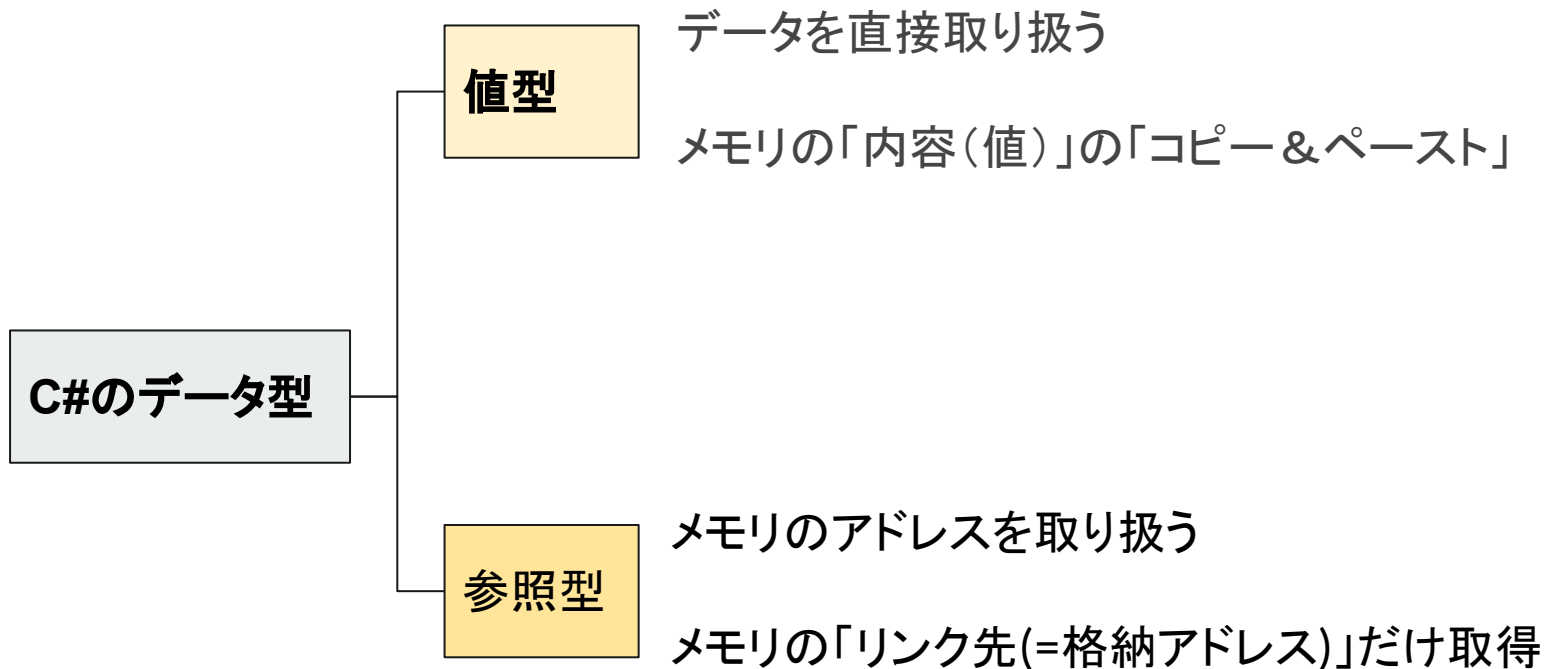 データを直接取り扱う
値型
メモリの「内容(値)」の「コピー＆ペースト」
C#のデータ型
メモリのアドレスを取り扱う
参照型
メモリの「リンク先(=格納アドレス)」だけ取得